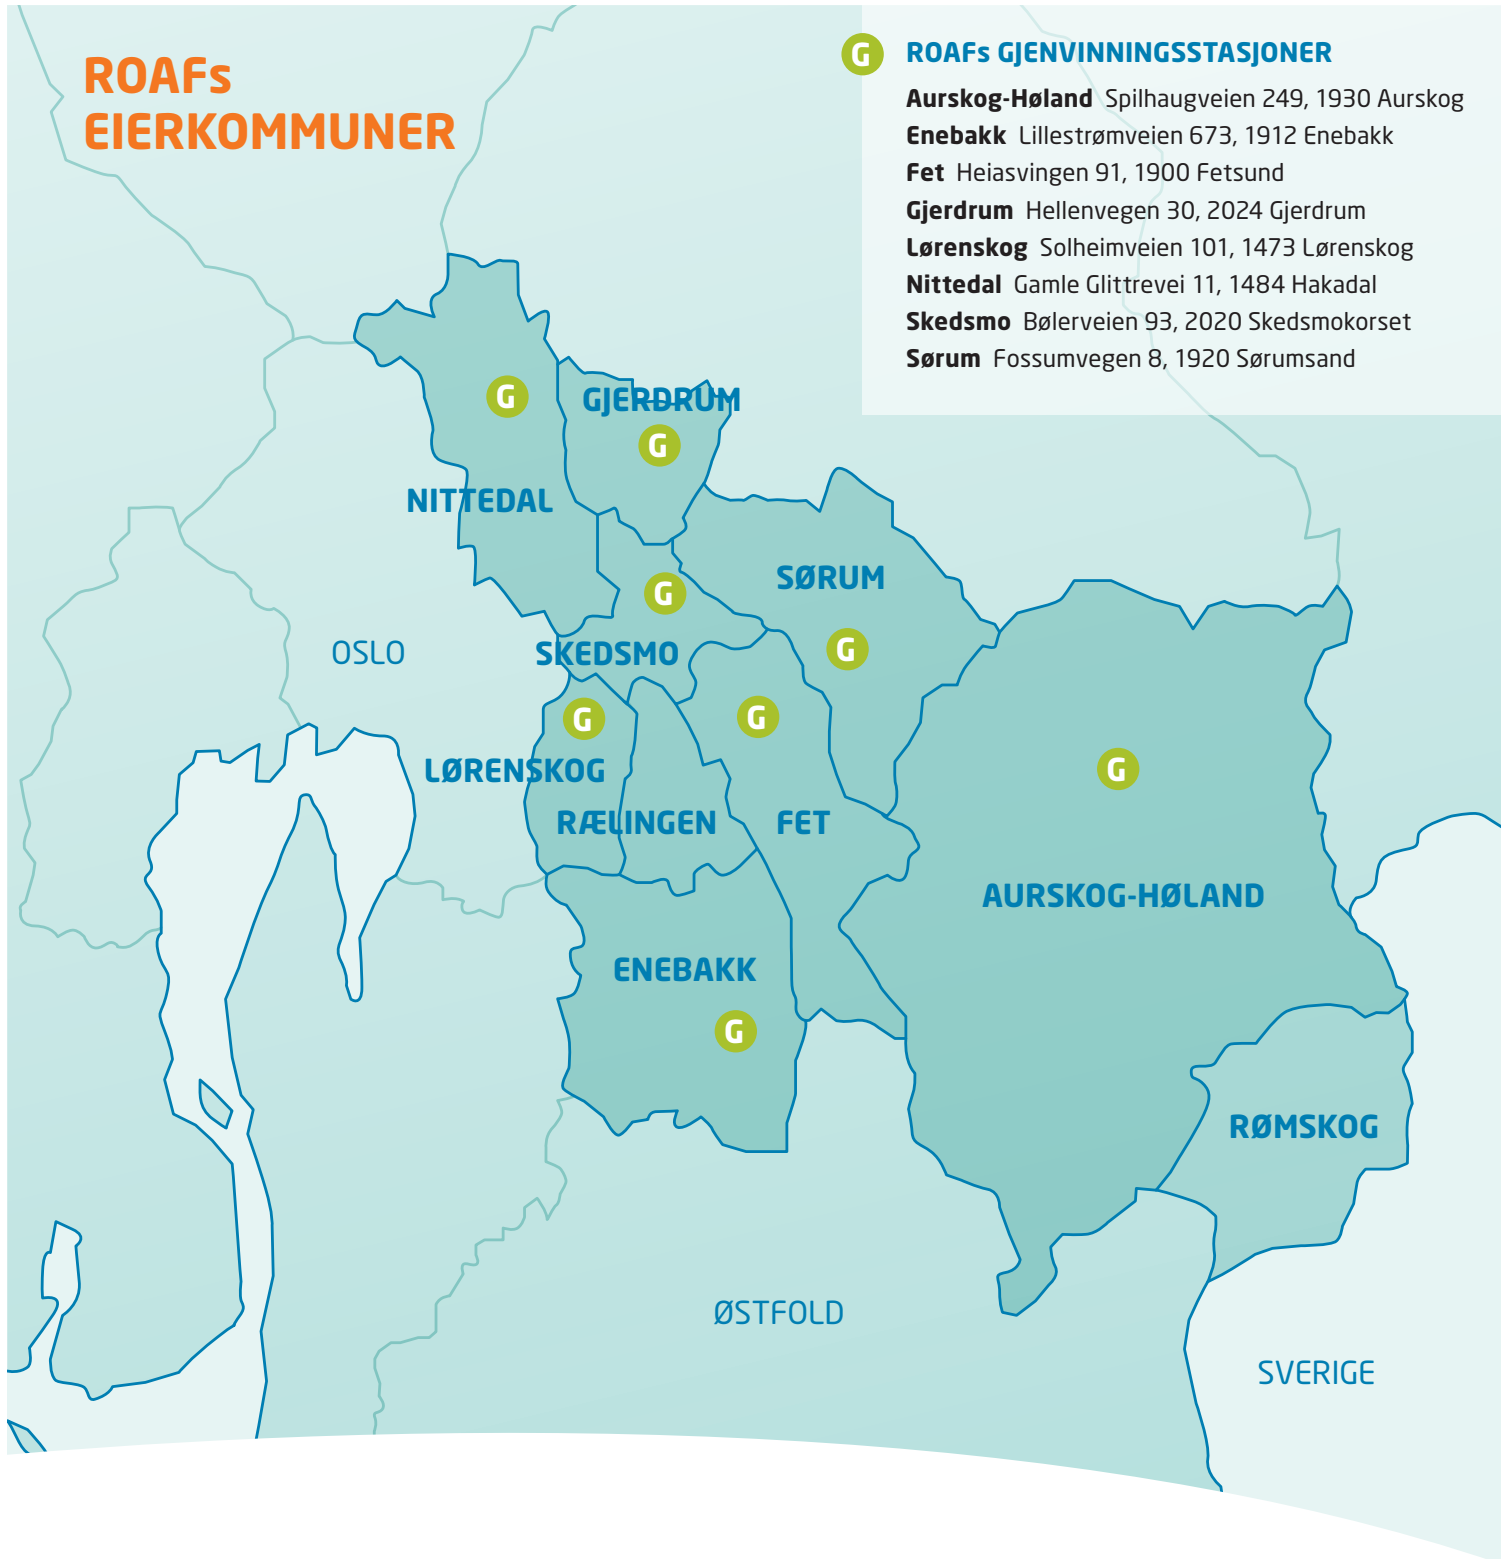 ROAFs
EIERKOMMUNER
G ROAFs GJENVINNINGSSTASJONER
Aurskog-Høland Spilhaugveien 249, 1930 Aurskog
Enebakk Lillestrømveien 673, 1912 Enebakk
Fet Heiasvingen 91, 1900 Fetsund
Gjerdrum Hellenvegen 30, 2024 Gjerdrum
Lørenskog Solheimveien 101, 1473 Lørenskog
Nittedal Gamle Glittrevei 11, 1484 Hakadal
Skedsmo Bølerveien 93, 2020 Skedsmokorset
Sørum Fossumvegen 8, 1920 Sørumsand
G
GJERDRUM
G
NITTEDAL
SØRUM
G
OSLO
SKEDSMO
G
G
G
LØRENSKOG
G
RÆLINGEN
FET
AURSKOG-HØLAND
ENEBAKK
G
RØMSKOG
ØSTFOLD
SVERIGE